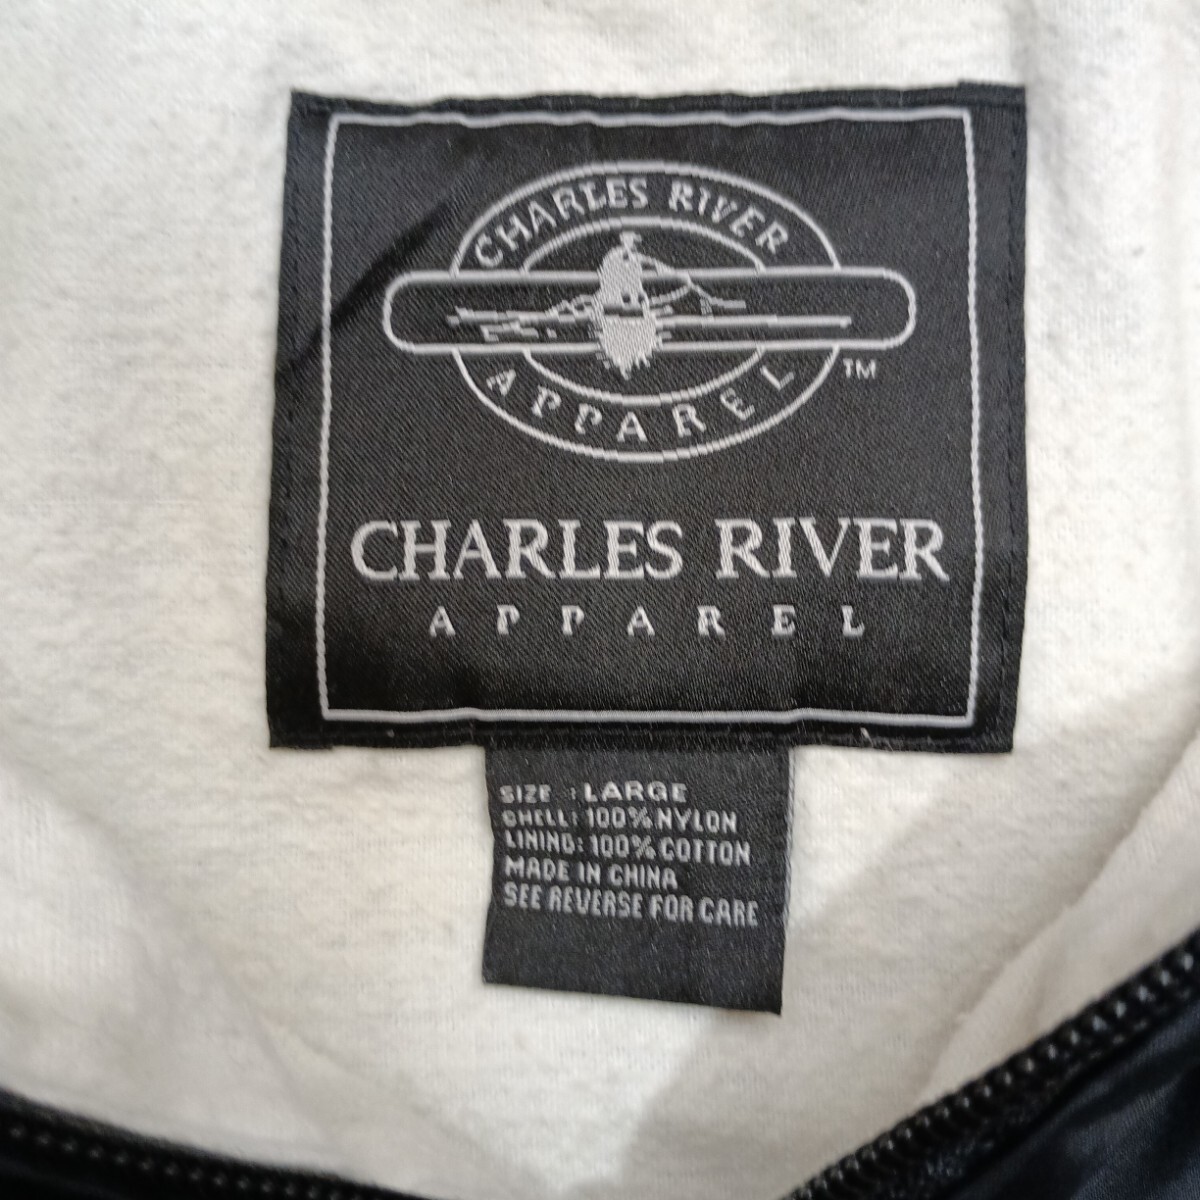 CHARLES RIVER
APPAREL
TM
CHARLES RIVER
APPAREL
SIZE : LARGE
SHELL: 100% NYLON
LINING: 100% COTTON
MADE IN CHINA
SEE REVERSE FOR CARE